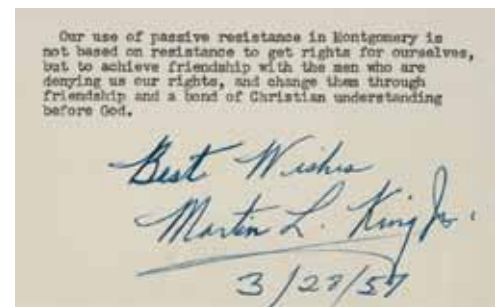 Our use of passive resistance in Montgomery is
not based on resistance to get rights for ourselves,
but to achieve friendship with the men who are
denying us our rights, and change them through
friendship and a bond of Christian understanding
before God.
Best Wishes
Martin L. King Jr.
3/28/57